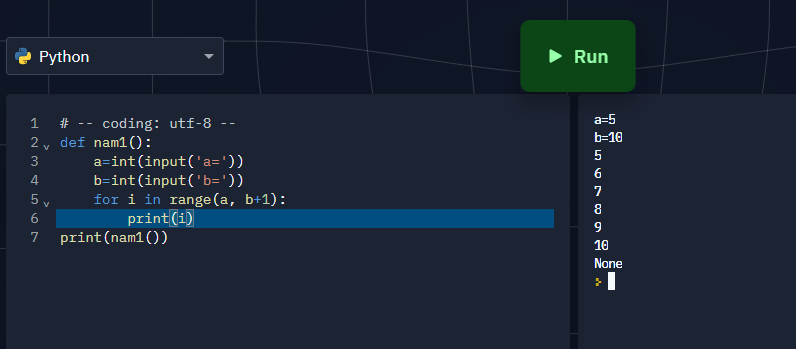 Run
Python
1 # -- coding: utf-8 --
2 def nam1():
3     a=int(input('a='))
4     b=int(input('b='))
5     for i in range(a, b+1):
6         print(i)
7 print(nam1())
a=5
b=10
5
6
7
8
9
10
None
>